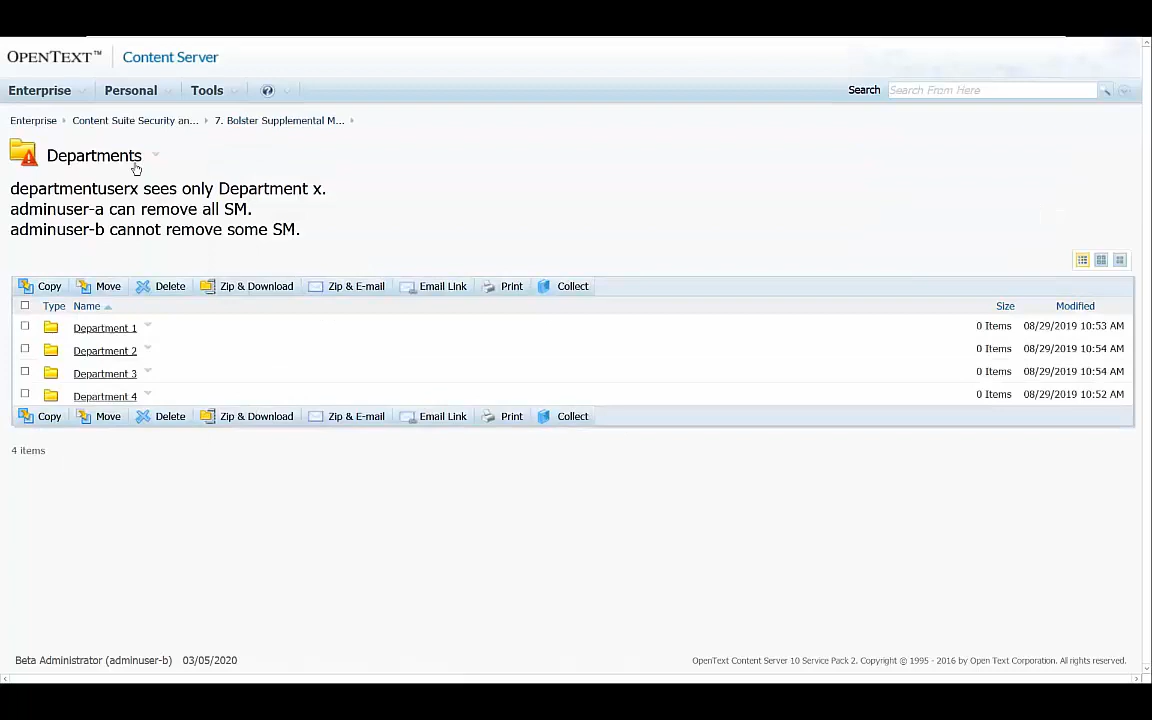 OPENTEXT™ Content Server
Enterprise Personal Tools Search Search From Here
Enterprise Content Suite Security an... 7. Bolster Supplemental M...
Departments
departmentuserx sees only Department x.
adminuser-a can remove all SM.
adminuser-b cannot remove some SM.
Copy Move Delete Zip & Download Zip & E-mail Email Link Print Collect
Type Name Size Modified
Department 1 0 Items 08/29/2019 10:53 AM
Department 2 0 Items 08/29/2019 10:54 AM
Department 3 0 Items 08/29/2019 10:54 AM
Department 4 0 Items 08/29/2019 10:52 AM
Copy Move Delete Zip & Download Zip & E-mail Email Link Print Collect
4 items
Beta Administrator (adminuser-b) 03/05/2020 OpenText Content Server 10 Service Pack 2. Copyright © 1995 - 2016 by Open Text Corporation. All rights reserved.